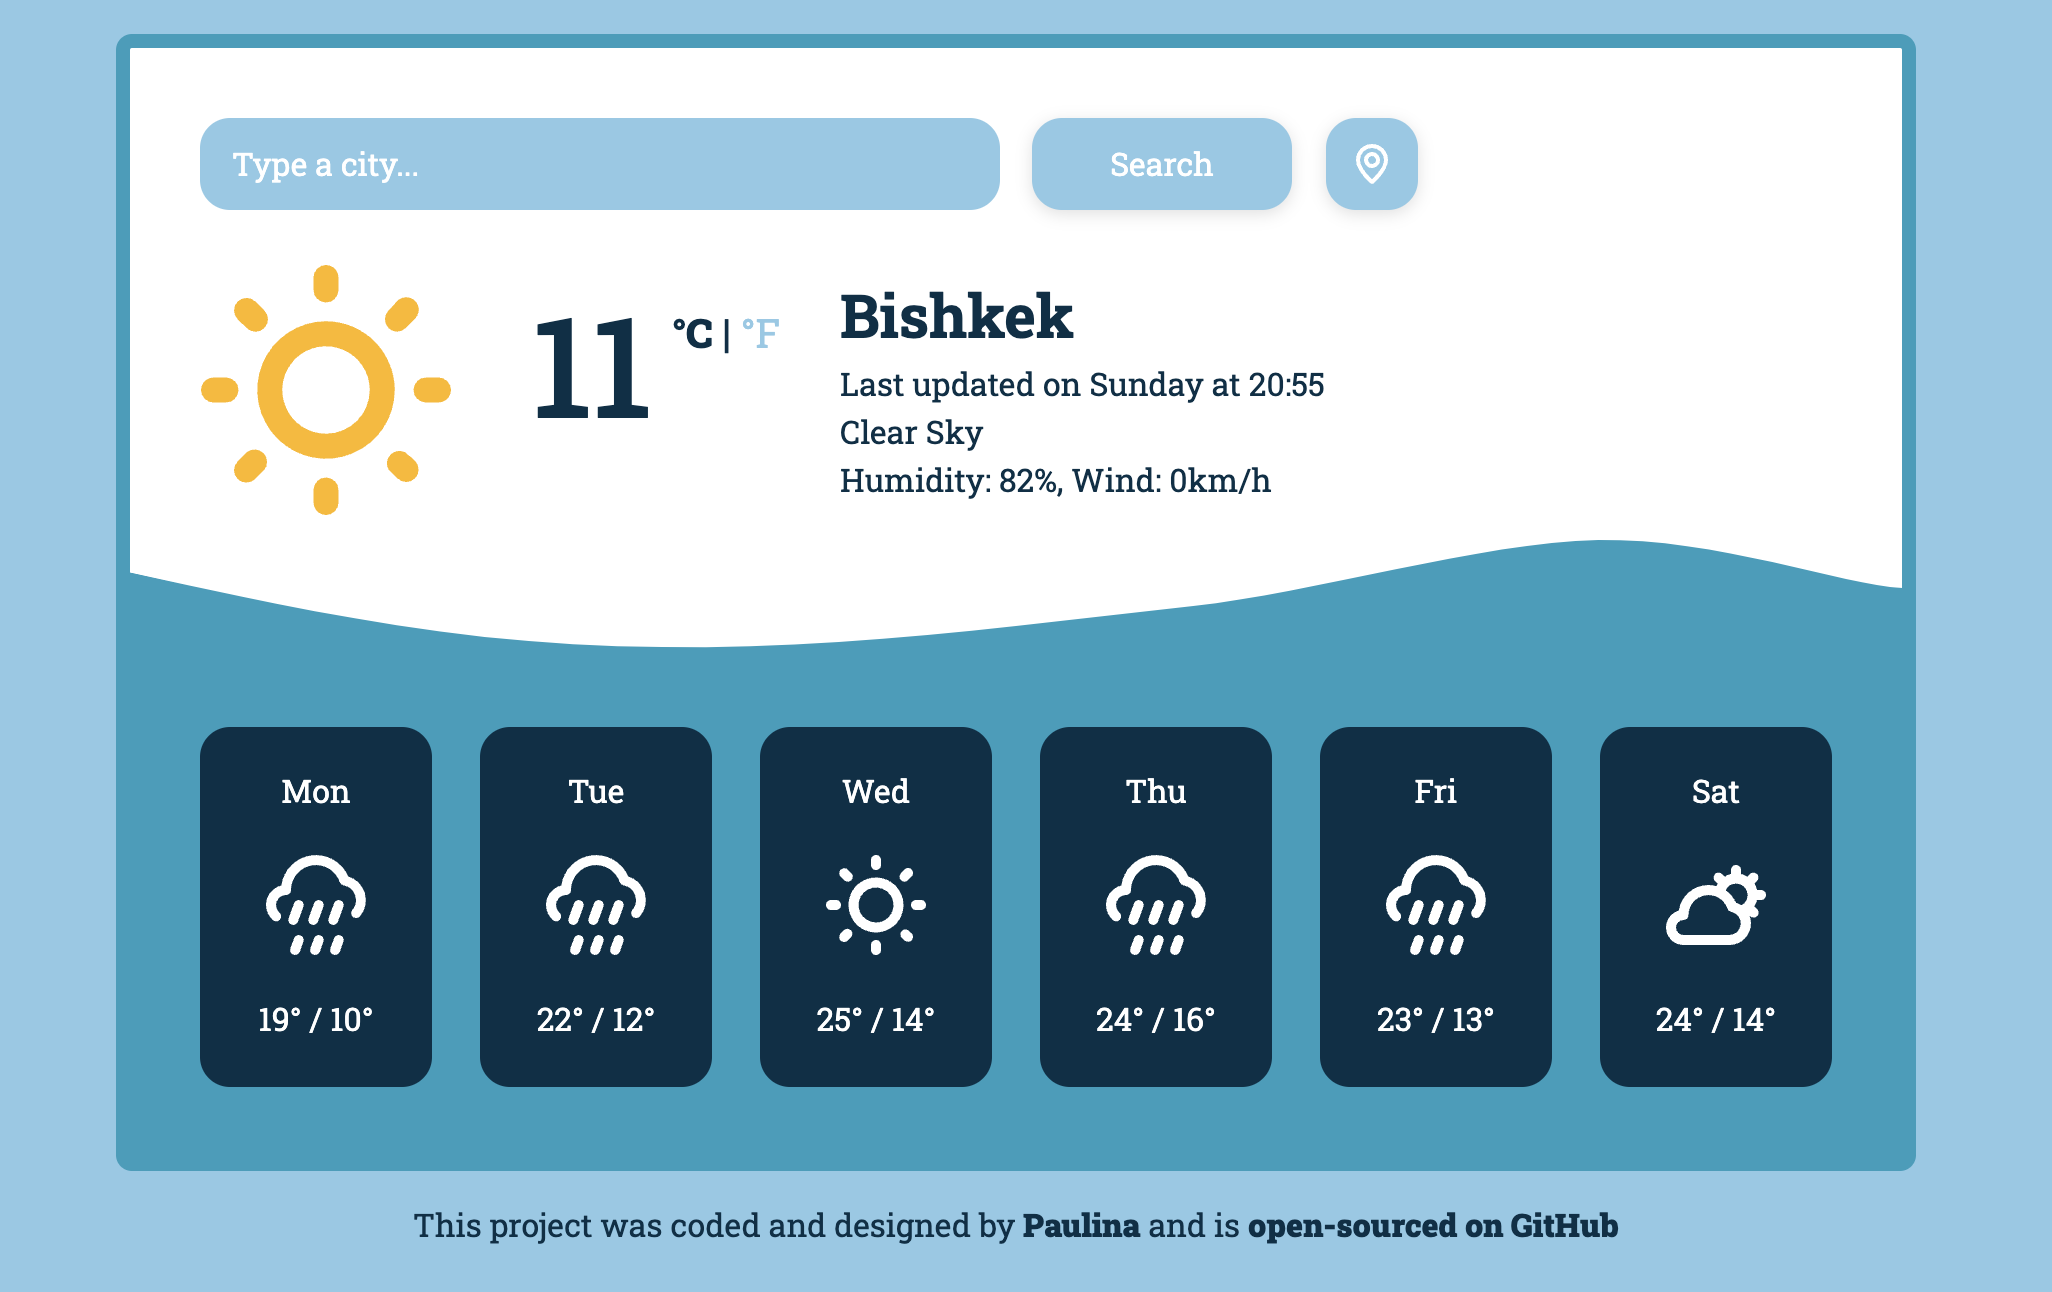 Type a city...
Search
11 °C | °F
Bishkek
Last updated on Sunday at 20:55
Clear Sky
Humidity: 82%, Wind: 0km/h
Mon
Tue
Wed
Thu
Fri
Sat
19° / 10°
22° / 12°
25° / 14°
24° / 16°
23° / 13°
24° / 14°
This project was coded and designed by Paulina and is open-sourced on GitHub